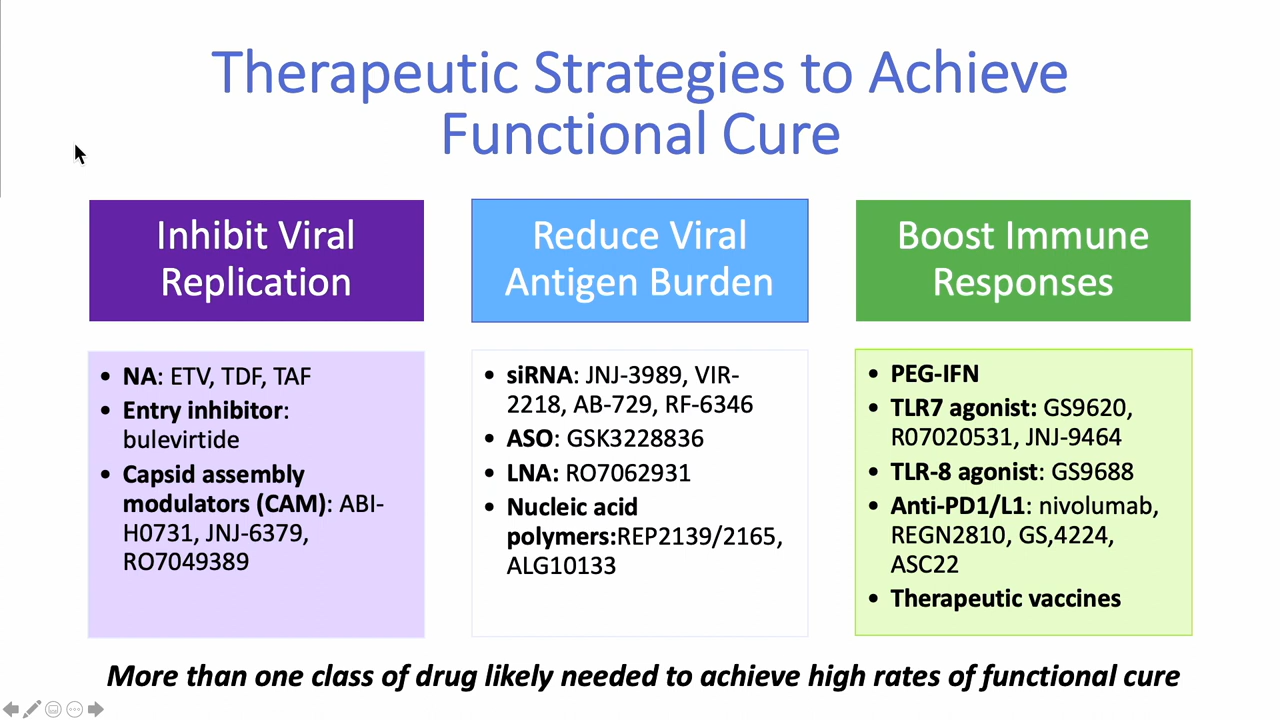 Therapeutic Strategies to Achieve
Functional Cure
Inhibit Viral
Replication
• NA: ETV, TDF, TAF
• Entry inhibitor:
bulevirtide
• Capsid assembly
modulators (CAM): ABI-
H0731, JNJ-6379,
RO7049389
Reduce Viral
Antigen Burden
• siRNA: JNJ-3989, VIR-
2218, AB-729, RF-6346
• ASO: GSK3228836
• LNA: RO7062931
• Nucleic acid
polymers:REP2139/2165,
ALG10133
Boost Immune
Responses
• PEG-IFN
• TLR7 agonist: GS9620,
R07020531, JNJ-9464
• TLR-8 agonist: GS9688
• Anti-PD1/L1: nivolumab,
REGN2810, GS,4224,
ASC22
• Therapeutic vaccines
More than one class of drug likely needed to achieve high rates of functional cure